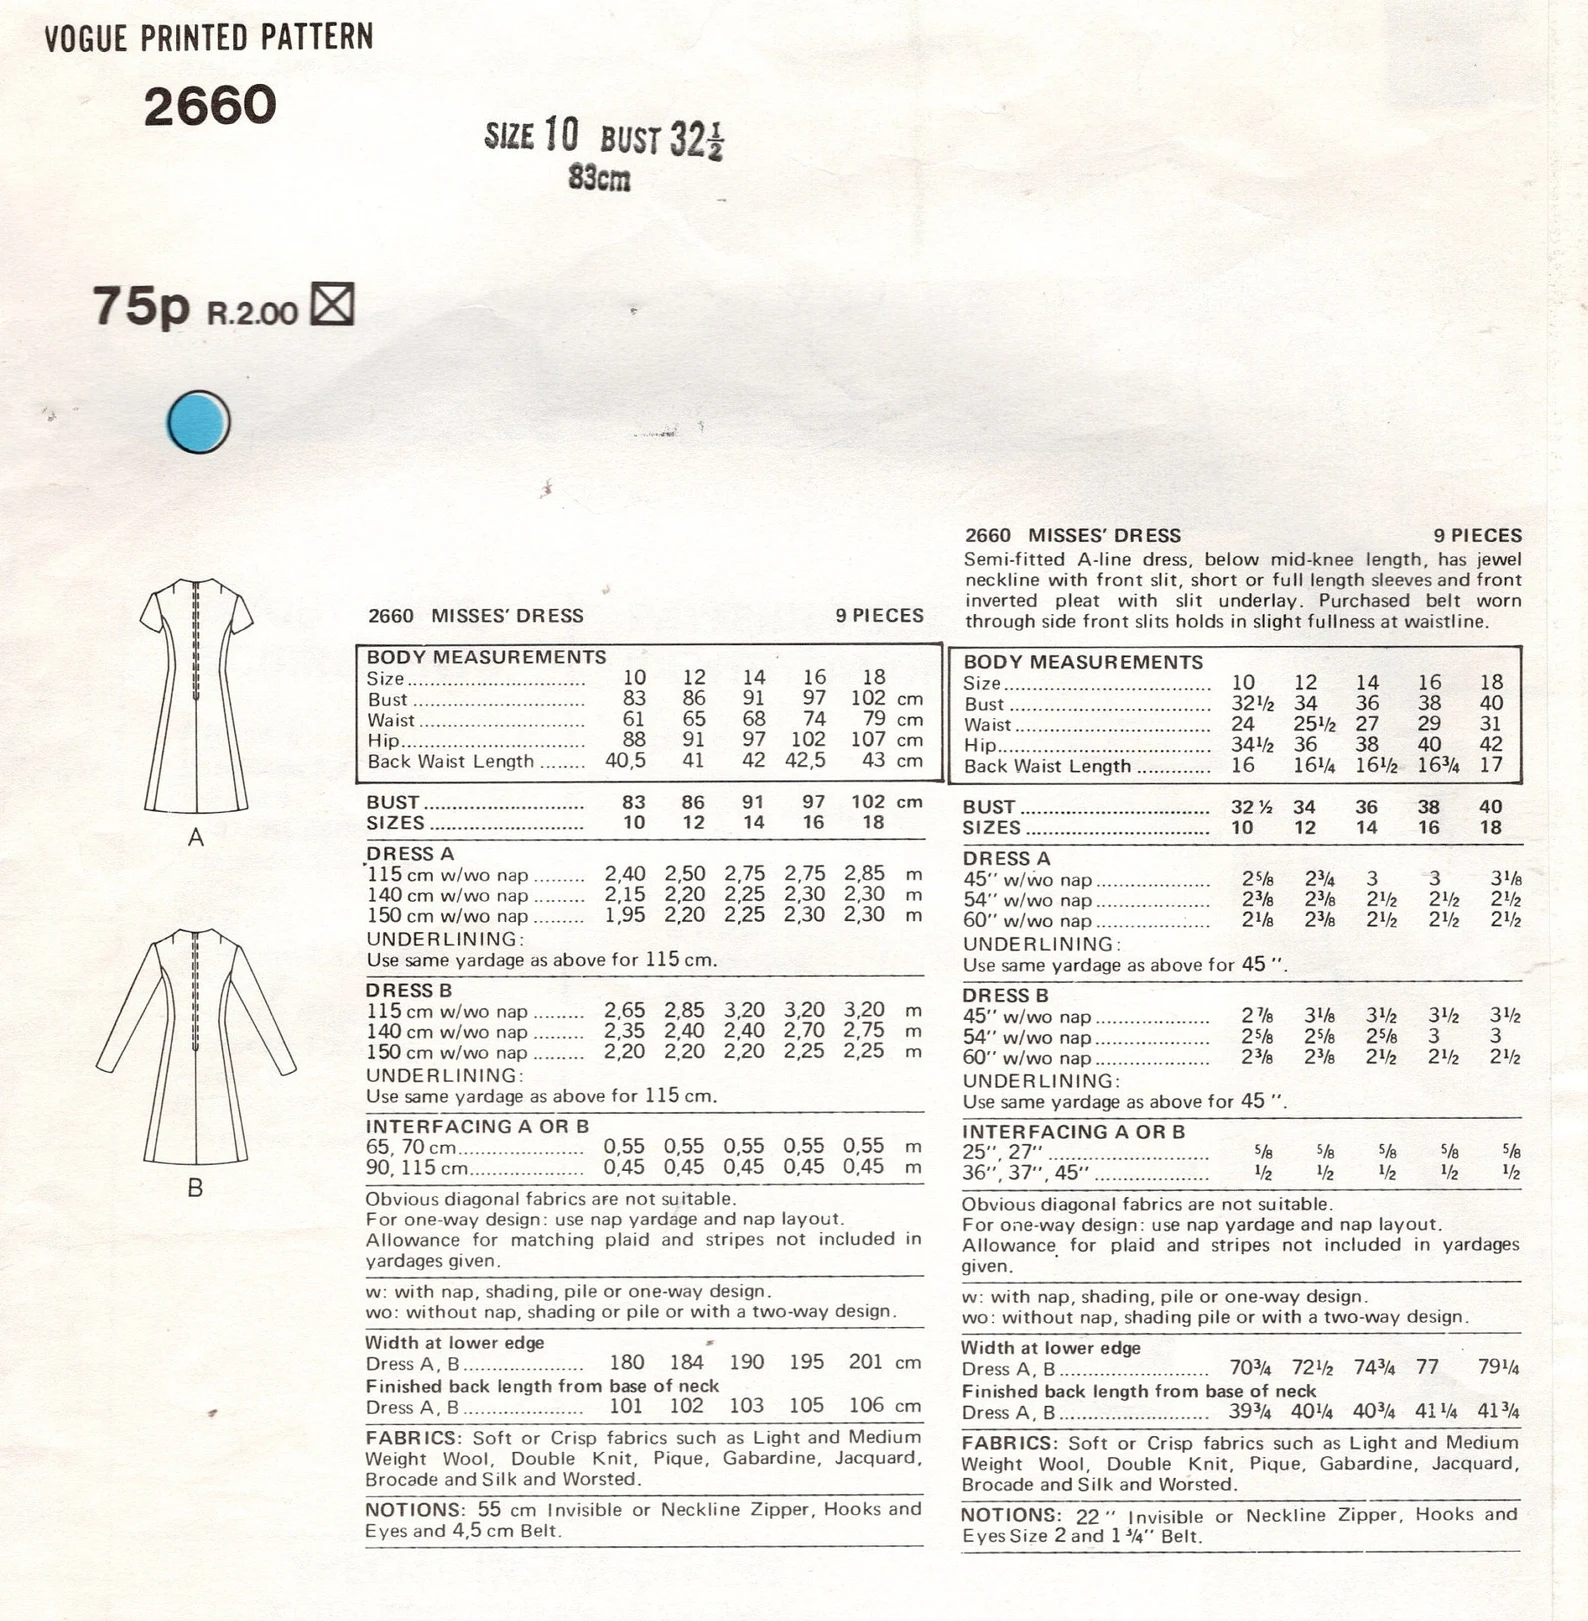 VOGUE PRINTED PATTERN
2660
SIZE 10 BUST 32½
83cm
75p R.2.00
A
B
2660 MISSES' DRESS 9 PIECES
BODY MEASUREMENTS
Size 10 12 14 16 18
Bust 83 86 91 97 102 cm
Waist 61 65 68 74 79 cm
Hip 88 91 97 102 107 cm
Back Waist Length 40,5 41 42 42,5 43 cm
BUST 83 86 91 97 102 cm
SIZES 10 12 14 16 18
DRESS A
115 cm w/wo nap 2,40 2,50 2,75 2,75 2,85 m
140 cm w/wo nap 2,15 2,20 2,25 2,30 2,30 m
150 cm w/wo nap 1,95 2,20 2,25 2,30 2,30 m
UNDERLINING:
Use same yardage as above for 115 cm.
DRESS B
115 cm w/wo nap 2,65 2,85 3,20 3,20 3,20 m
140 cm w/wo nap 2,35 2,40 2,40 2,70 2,75 m
150 cm w/wo nap 2,20 2,20 2,20 2,25 2,25 m
UNDERLINING:
Use same yardage as above for 115 cm.
INTERFACING A OR B
65, 70 cm 0,55 0,55 0,55 0,55 0,55 m
90, 115 cm 0,45 0,45 0,45 0,45 0,45 m
Obvious diagonal fabrics are not suitable.
For one-way design: use nap yardage and nap layout.
Allowance for matching plaid and stripes not included in
yardages given.
w: with nap, shading, pile or one-way design.
wo: without nap, shading or pile or with a two-way design.
Width at lower edge
Dress A, B 180 184 190 195 201 cm
Finished back length from base of neck
Dress A, B 101 102 103 105 106 cm
FABRICS: Soft or Crisp fabrics such as Light and Medium
Weight Wool, Double Knit, Pique, Gabardine, Jacquard,
Brocade and Silk and Worsted.
NOTIONS: 55 cm Invisible or Neckline Zipper, Hooks and
Eyes and 4,5 cm Belt.
2660 MISSES' DRESS 9 PIECES
Semi-fitted A-line dress, below mid-knee length, has jewel
neckline with front slit, short or full length sleeves and front
inverted pleat with slit underlay. Purchased belt worn
through side front slits holds in slight fullness at waistline.
BODY MEASUREMENTS
Size 10 12 14 16 18
Bust 32½ 34 36 38 40
Waist 24 25½ 27 29 31
Hip 34½ 36 38 40 42
Back Waist Length 16 16¼ 16½ 16¾ 17
BUST 32 ½ 34 36 38 40
SIZES 10 12 14 16 18
DRESS A
45" w/wo nap 2⅝ 2¾ 3 3 3⅛
54" w/wo nap 2⅜ 2⅜ 2½ 2½ 2½
60" w/wo nap 2⅛ 2⅜ 2½ 2½ 2½
UNDERLINING:
Use same yardage as above for 45 ".
DRESS B
45" w/wo nap 2⅞ 3⅛ 3½ 3½ 3½
54" w/wo nap 2⅝ 2⅝ 2⅝ 3 3
60" w/wo nap 2⅜ 2⅜ 2½ 2½ 2½
UNDERLINING:
Use same yardage as above for 45 ".
INTERFACING A OR B
25", 27" ⅝ ⅝ ⅝ ⅝ ⅝
36", 37", 45" ½ ½ ½ ½ ½
Obvious diagonal fabrics are not suitable.
For one-way design: use nap yardage and nap layout.
Allowance for plaid and stripes not included in yardages
given.
w: with nap, shading, pile or one-way design.
wo: without nap, shading pile or with a two-way design.
Width at lower edge
Dress A, B 70¾ 72½ 74¾ 77 79¼
Finished back length from base of neck
Dress A, B 39¾ 40¼ 40¾ 41¼ 41¾
FABRICS: Soft or Crisp fabrics such as Light and Medium
Weight Wool, Double Knit, Pique, Gabardine, Jacquard,
Brocade and Silk and Worsted.
NOTIONS: 22 " Invisible or Neckline Zipper, Hooks and
Eyes Size 2 and 1 ¾" Belt.